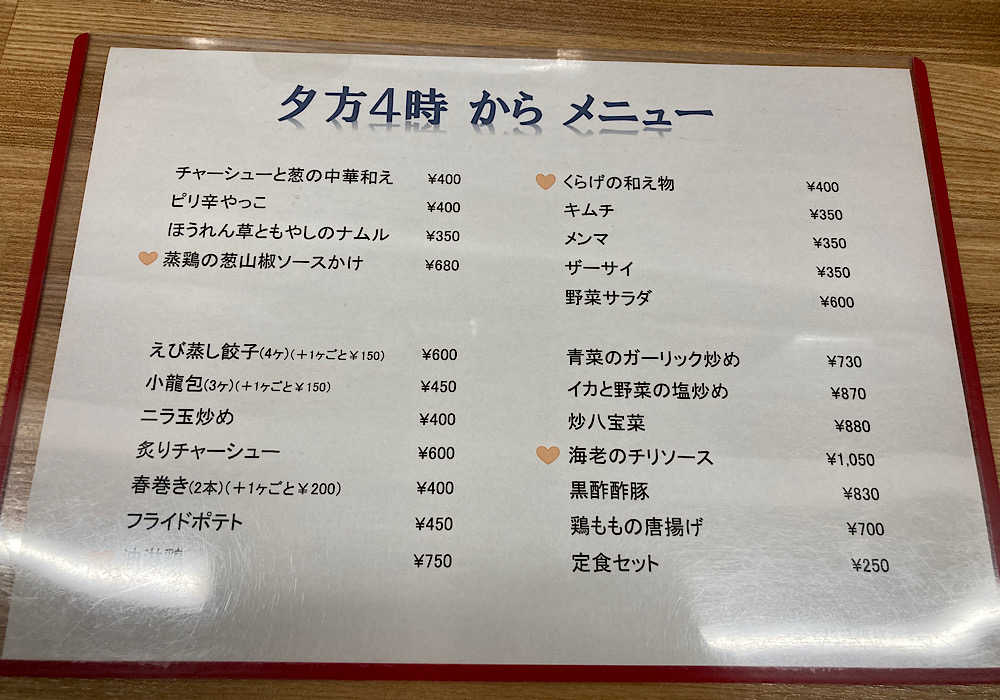 夕方4時 から メニュー
チャーシューと葱の中華和え ¥400
ピリ辛やっこ ¥400
ほうれん草ともやしのナムル ¥350
蒸鶏の葱山椒ソースかけ ¥680
えび蒸し餃子(4ヶ)(+1ヶごと¥150) ¥600
小龍包(3ヶ)(+1ヶごと¥150) ¥450
ニラ玉炒め ¥400
炙りチャーシュー ¥600
春巻き(2本)(+1ヶごと¥200) ¥400
フライドポテト ¥450
¥750
くらげの和え物 ¥400
キムチ ¥350
メンマ ¥350
ザーサイ ¥350
野菜サラダ ¥600
青菜のガーリック炒め ¥730
イカと野菜の塩炒め ¥870
炒八宝菜 ¥880
海老のチリソース ¥1,050
黒酢酢豚 ¥830
鶏ももの唐揚げ ¥700
定食セット ¥250